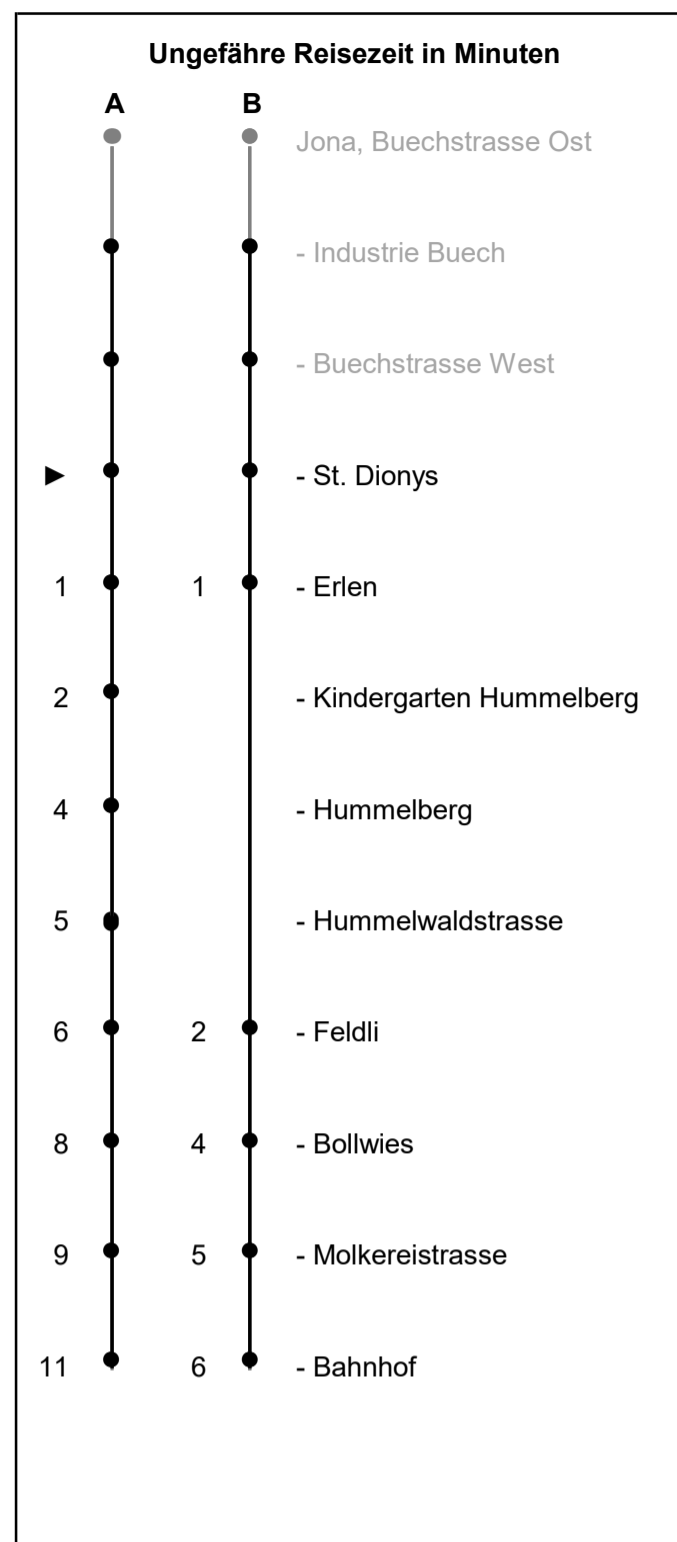 Ungefähre Reisezeit in Minuten
A B
Jona, Buechstrasse Ost
- Industrie Buech
- Buechstrasse West
► - St. Dionys
1 1 - Erlen
2 - Kindergarten Hummelberg
4 - Hummelberg
5 - Hummelwaldstrasse
6 2 - Feldli
8 4 - Bollwies
9 5 - Molkereistrasse
11 6 - Bahnhof